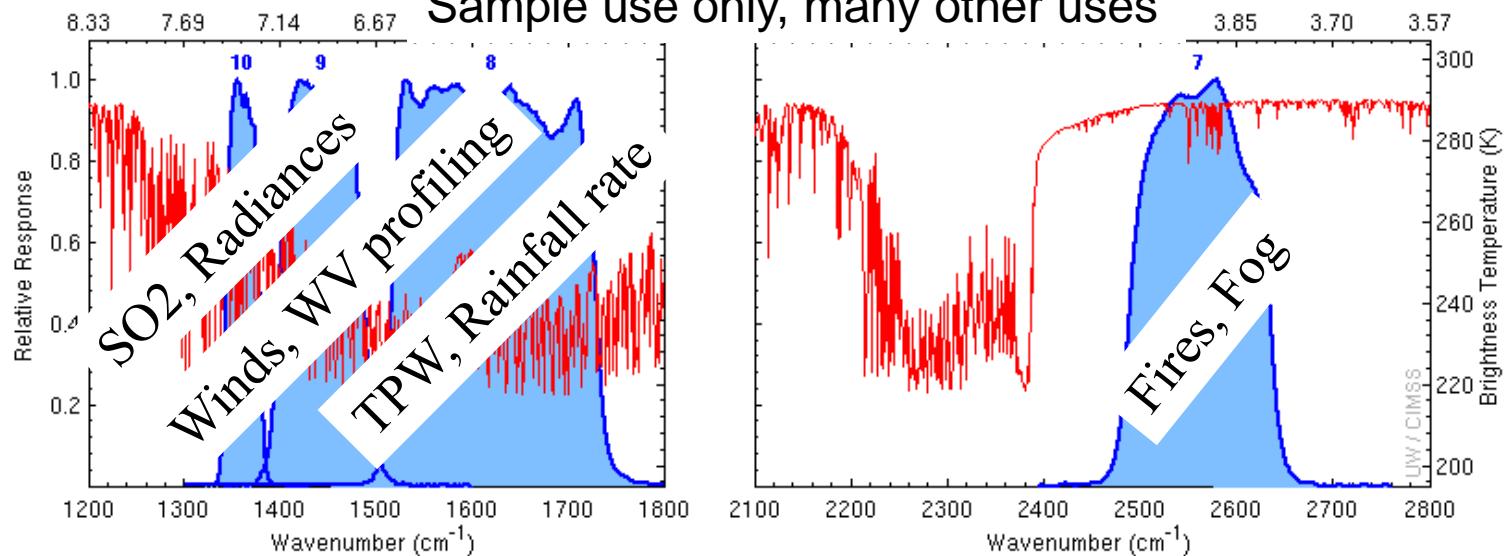 Sample use only, many other uses
8.33 7.69 7.14 6.67
3.85 3.70 3.57
10 9 8
7
1.0
0.8
0.6
0.4
0.2
Relative Response
SO2, Radiances
Winds, WV profiling
TPW, Rainfall rate
Fires, Fog
300
280
260
240
220
200
Brightness Temperature (K)
UW / CIMSS
1200 1300 1400 1500 1600 1700 1800
Wavenumber (cm⁻¹)
2100 2200 2300 2400 2500 2600 2700 2800
Wavenumber (cm⁻¹)